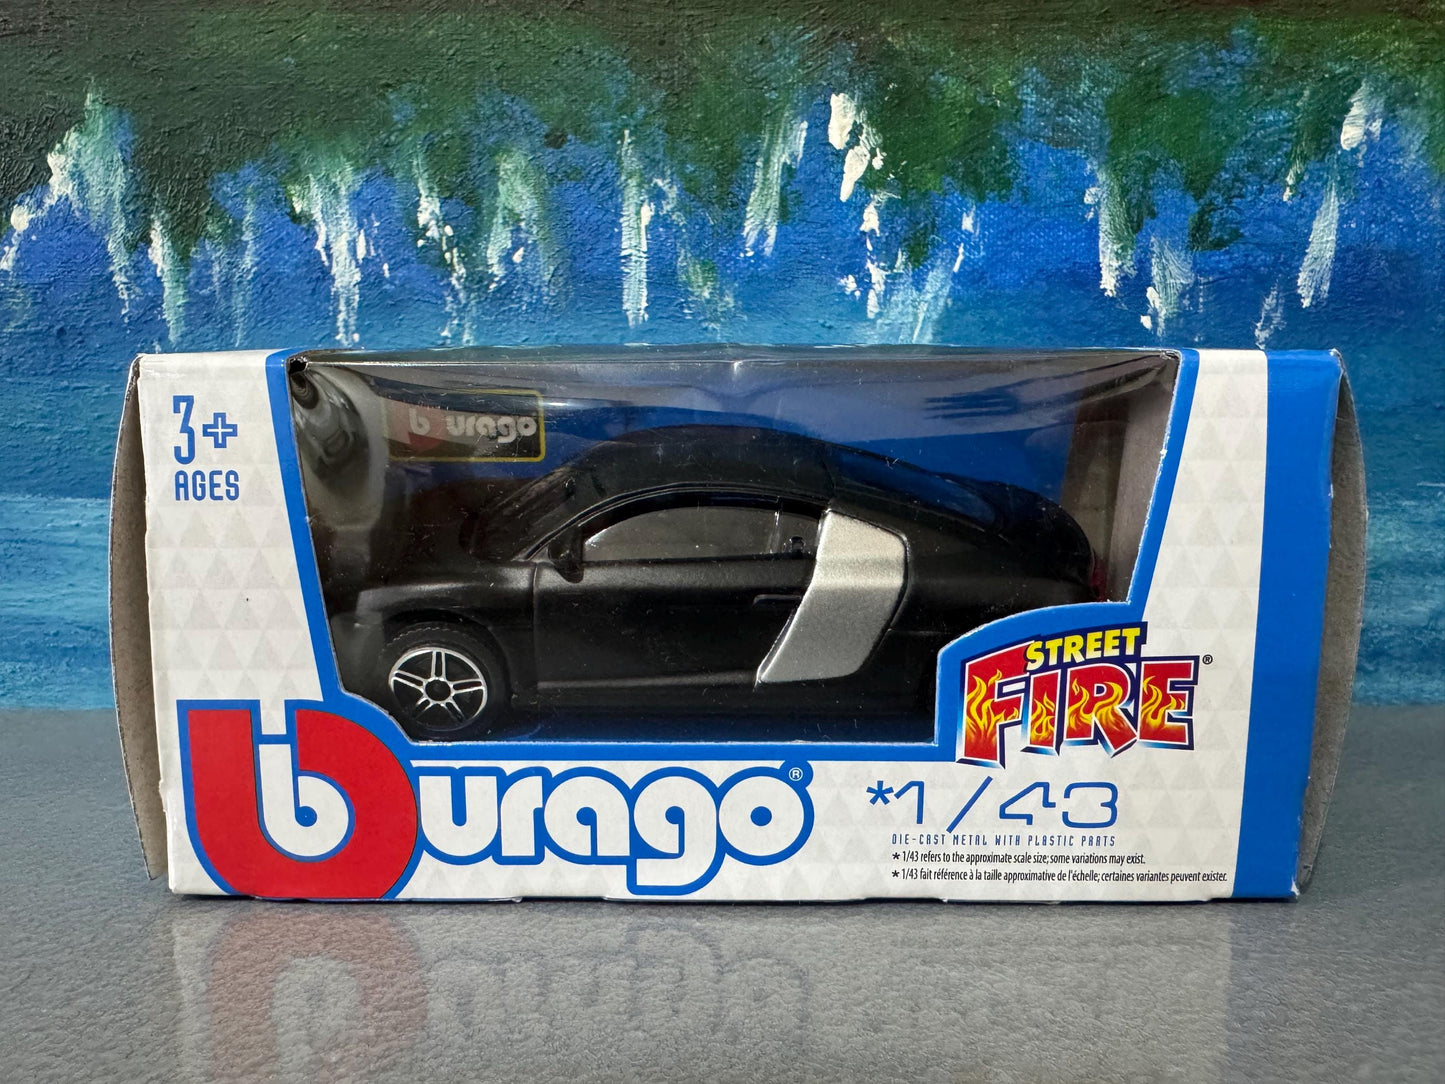 3+
AGES
burago
STREET
FIRE®
burago®
*1/43
DIE-CAST METAL WITH PLASTIC PARTS
* 1/43 refers to the approximate scale size; some variations may exist.
* 1/43 fait référence à la taille approximative de l'échelle; certaines variantes peuvent exister.